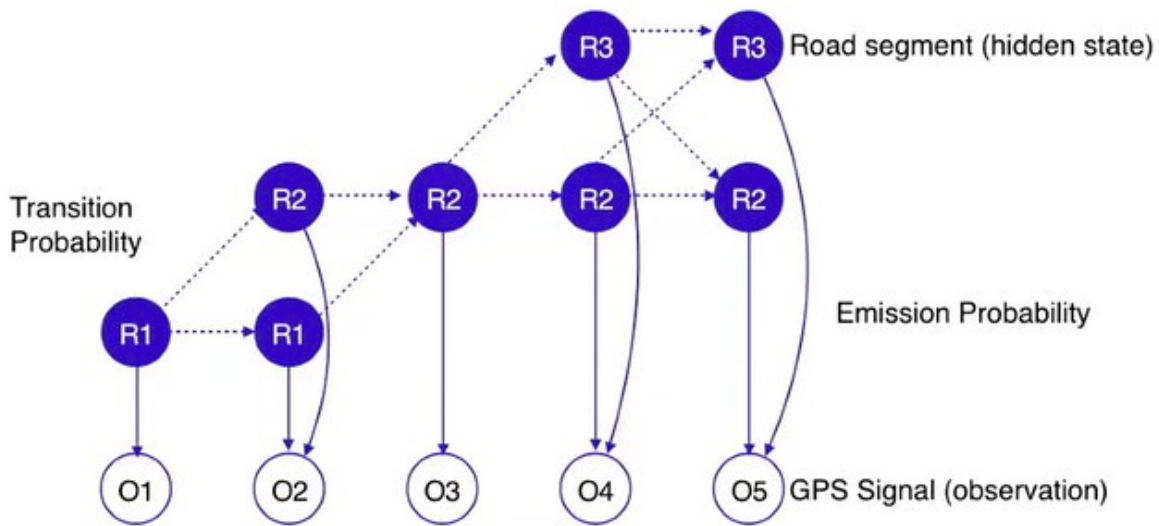 R3
R3
Road segment (hidden state)
Transition
Probability
R2
R2
R2
R2
R1
R1
Emission Probability
O1
O2
O3
O4
O5
GPS Signal (observation)